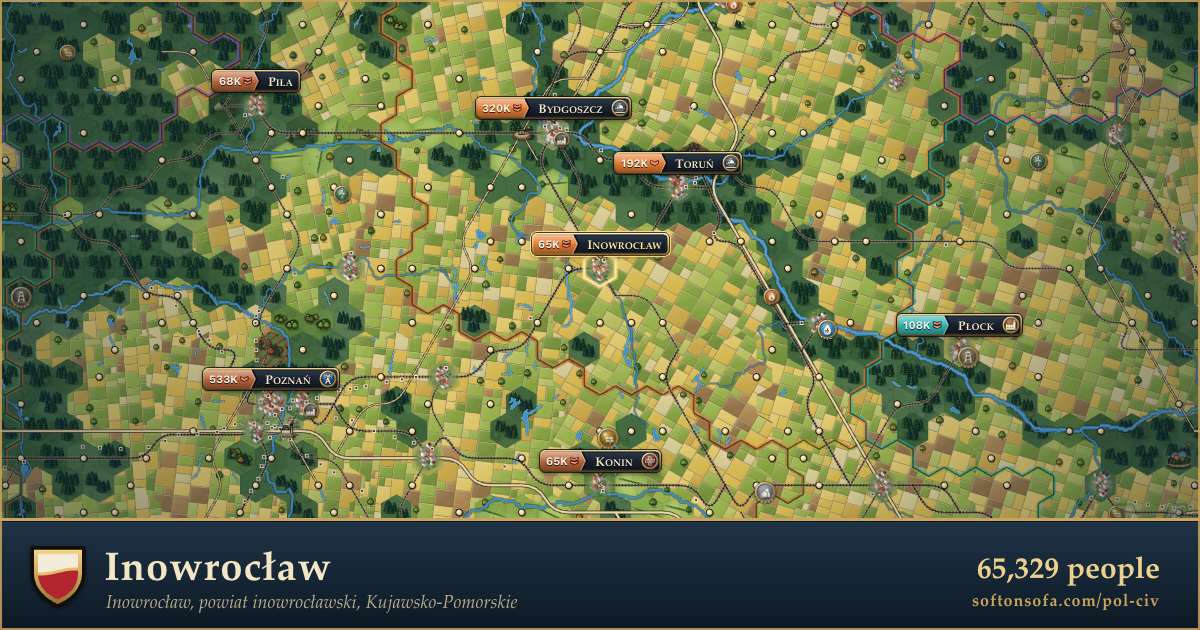 68K Piła
320K Bydgoszcz
192K Toruń
65K Inowrocław
108K Płock
533K Poznań
65K Konin
Inowrocław
Inowrocław, powiat inowrocławski, Kujawsko-Pomorskie
65,329 people
softonsofa.com/pol-civ